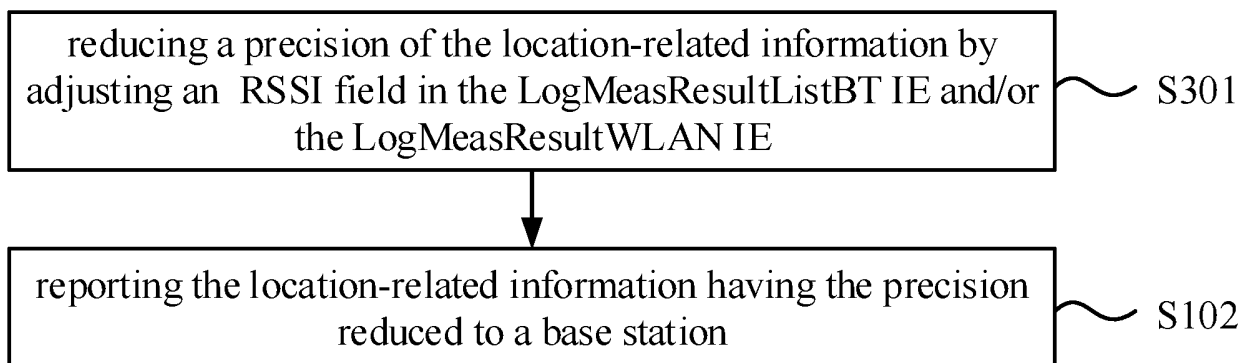 reducing a precision of the location-related information by
adjusting an RSSI field in the LogMeasResultListBT IE and/or
the LogMeasResultWLAN IE
S301
reporting the location-related information having the precision
reduced to a base station
S102